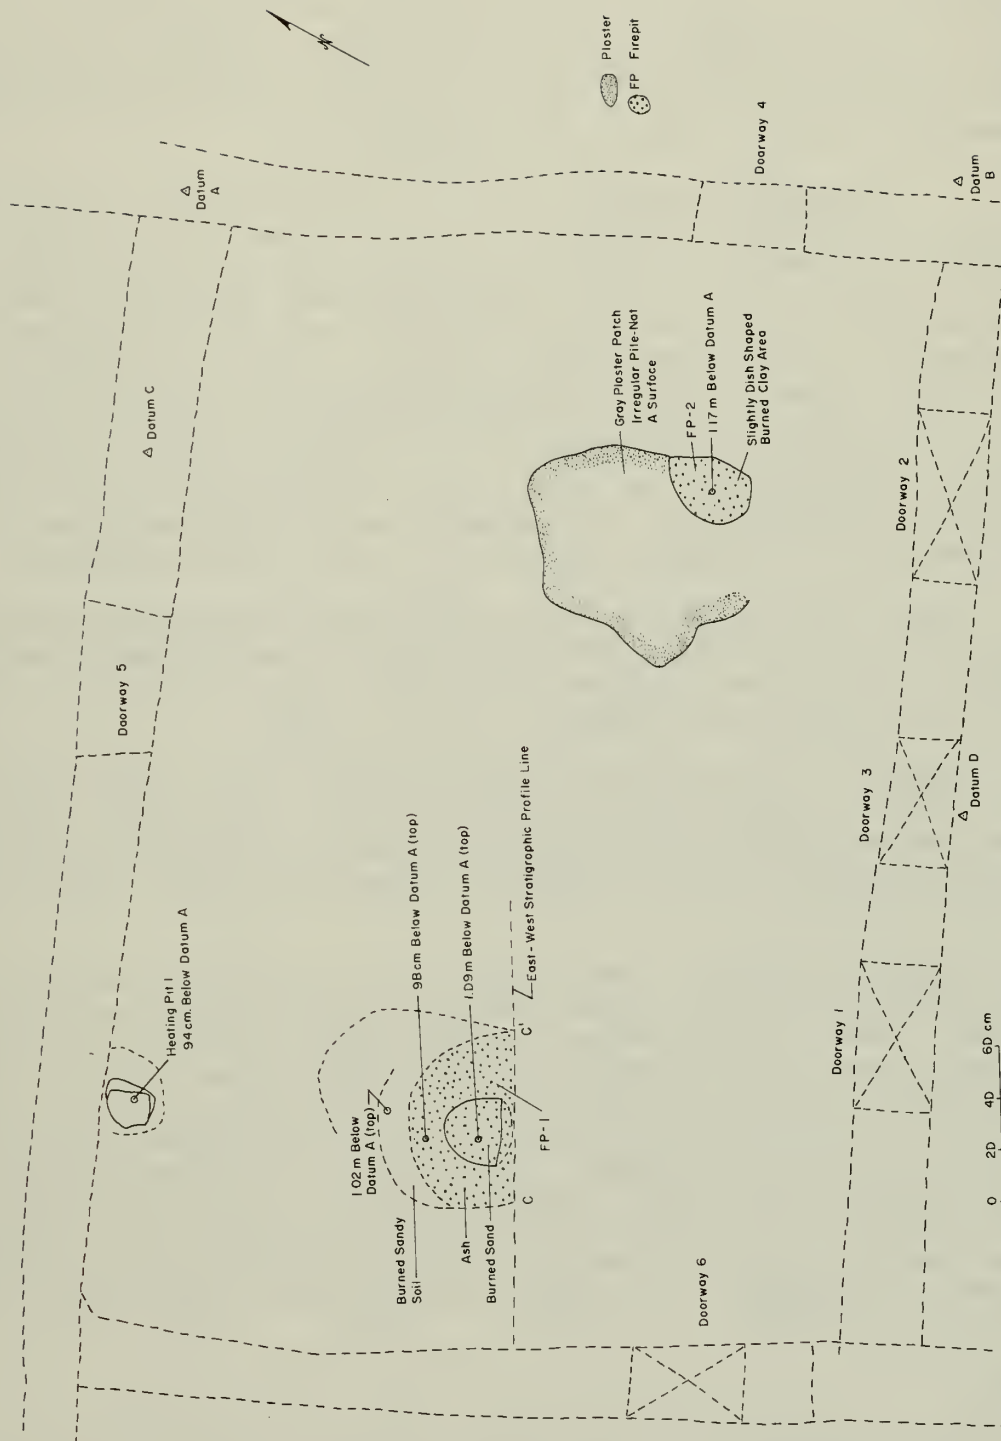 N
Ploster
FP Firepit
Datum
A
Doorway 4
Datum
B
Datum C
Doorway 5
Gray Ploster Patch
Irregular Pile-Not
A Surface
FP-2
1.17 m Below Datum A
Slightly Dish Shaped
Burned Clay Area
Doorway 2
Heating Pit 1
94 cm. Below Datum A
98 cm Below Datum A (top)
1.09 m Below Datum A (top)
East-West Stratigraphic Profile Line
Doorway 3
Datum D
1.02 m Below
Datum A (top)
C'
FP-1
C
Burned Sandy
Soil
Ash
Burned Sand
Doorway 1
Doorway 6
0 20 40 60 cm